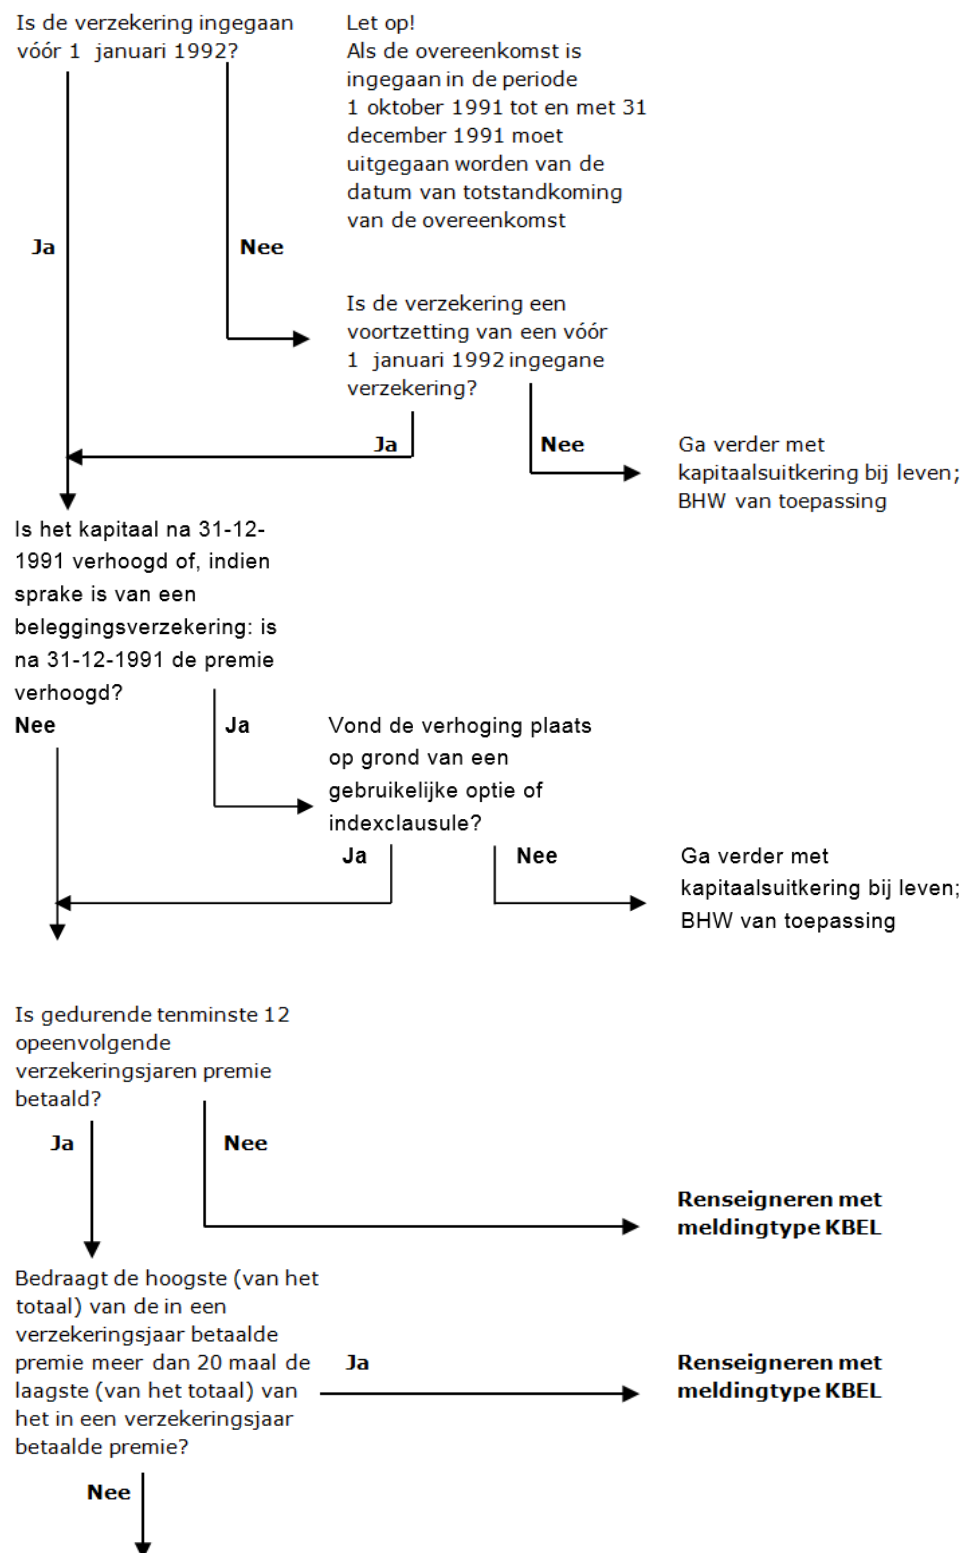 Is de verzekering ingegaan
vóór 1 januari 1992?
Let op!
Als de overeenkomst is
ingegaan in de periode
1 oktober 1991 tot en met 31
december 1991 moet
uitgegaan worden van de
datum van totstandkoming
van de overeenkomst
Ja
Nee
Is de verzekering een
voortzetting van een vóór
1 januari 1992 ingegane
verzekering?
Ja
Nee
Ga verder met
kapitaalsuitkering bij leven;
BHW van toepassing
Is het kapitaal na 31-12-
1991 verhoogd of, indien
sprake is van een
beleggingsverzekering: is
na 31-12-1991 de premie
verhoogd?
Nee
Ja
Vond de verhoging plaats
op grond van een
gebruikelijke optie of
indexclausule?
Ja
Nee
Ga verder met
kapitaalsuitkering bij leven;
BHW van toepassing
Is gedurende tenminste 12
opeenvolgende
verzekeringsjaren premie
betaald?
Ja
Nee
Renseigneren met
meldingtype KBEL
Bedraagt de hoogste (van het
totaal) van de in een
verzekeringsjaar betaalde
premie meer dan 20 maal de
laagste (van het totaal) van
het in een verzekeringsjaar
betaalde premie?
Ja
Renseigneren met
meldingtype KBEL
Nee